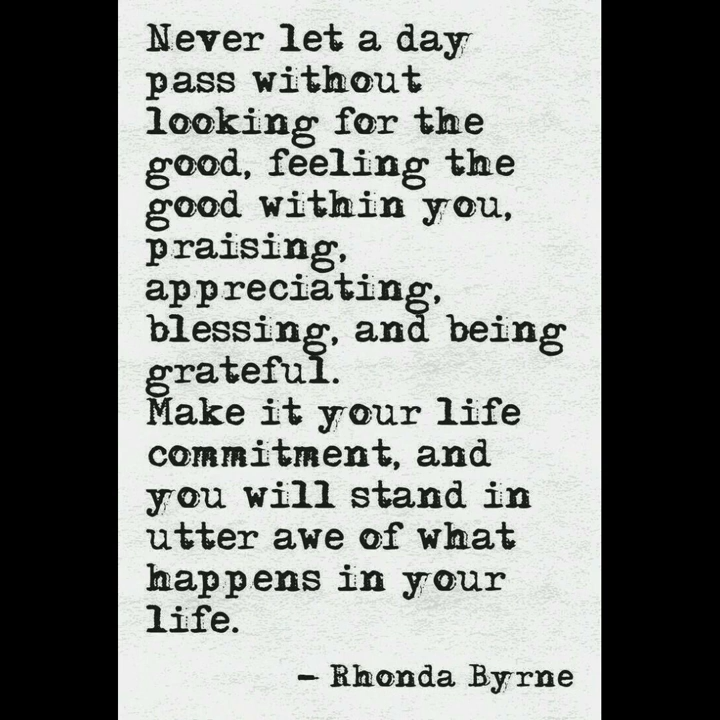 Never let a day
pass without
looking for the
good, feeling the
good within you,
praising,
appreciating,
blessing, and being
grateful.
Make it your life
commitment, and
you will stand in
utter awe of what
happens in your
life.
– Rhonda Byrne